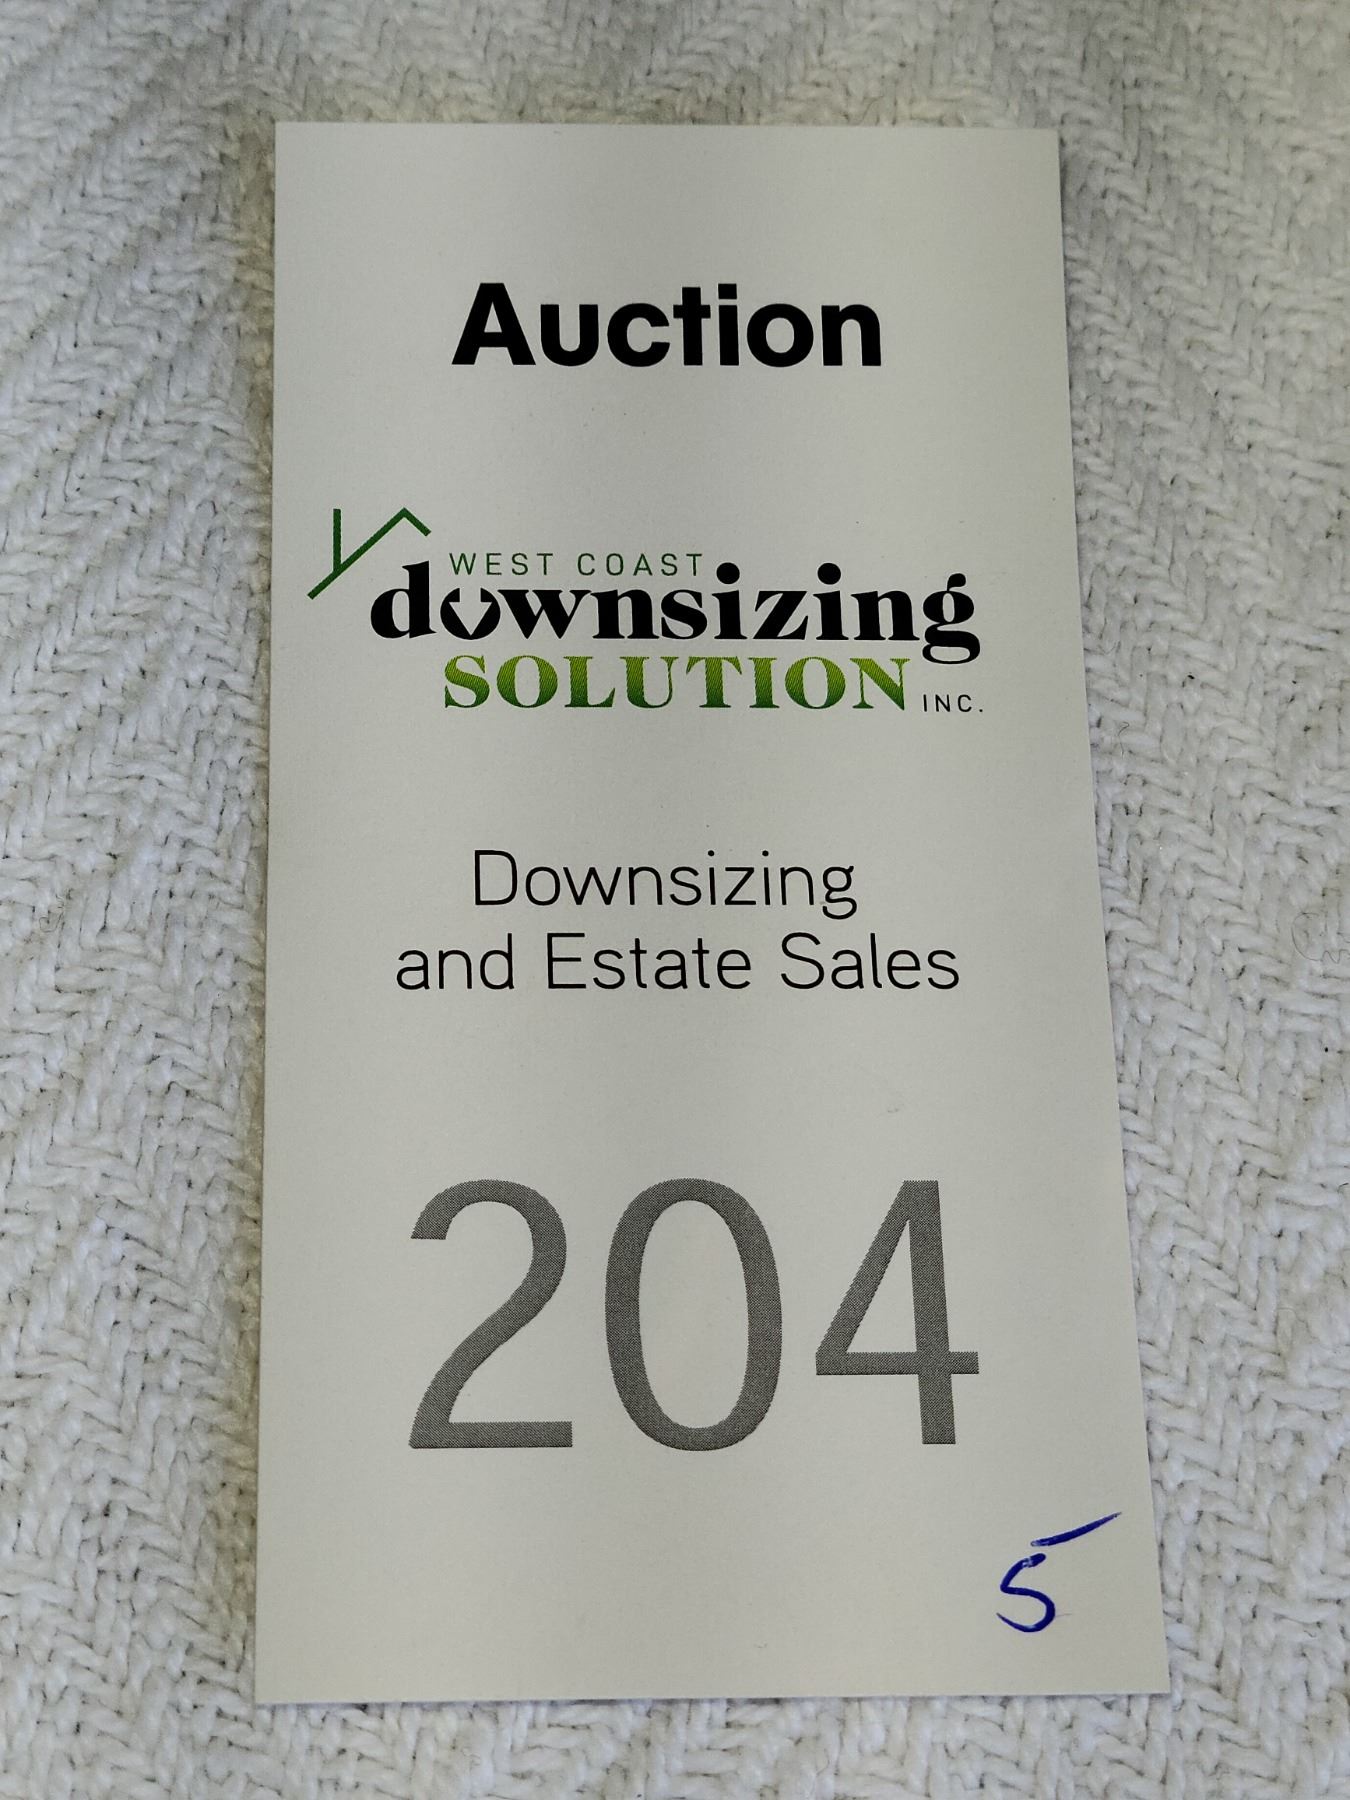 Auction
WEST COAST
downsizing
SOLUTION INC.
Downsizing
and Estate Sales
204
5